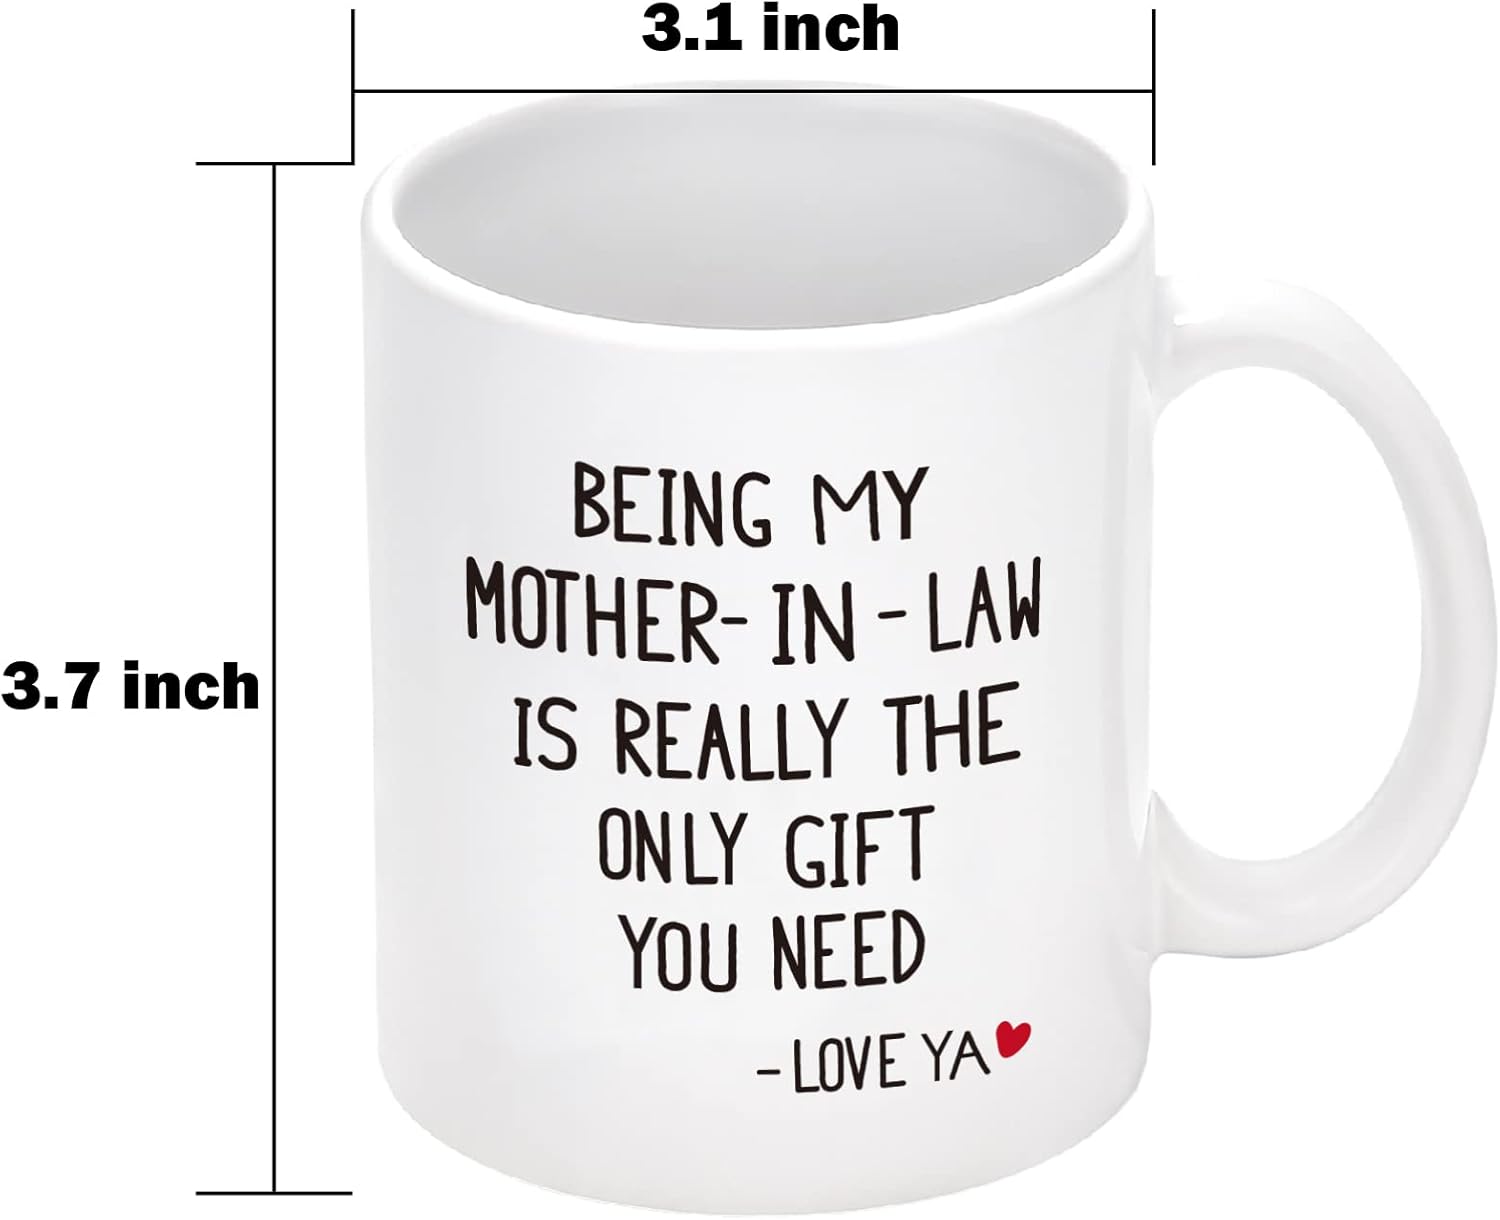 3.1 inch
3.7 inch
BEING MY
MOTHER-IN-LAW
IS REALLY THE
ONLY GIFT
YOU NEED
-LOVE YA